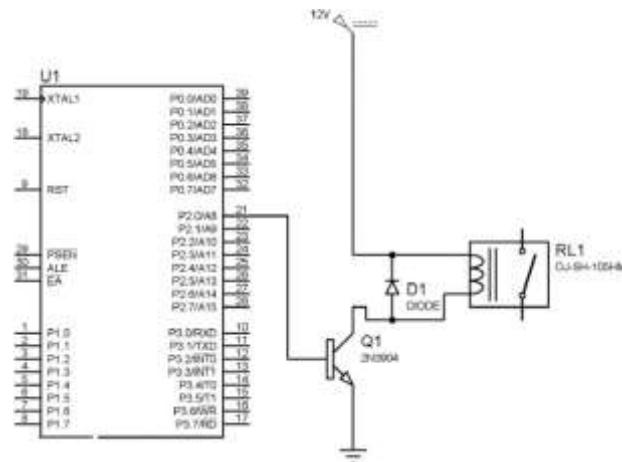 12V
U1
19 XTAL1
18 XTAL2
9 RST
29 PSEN
30 ALE
31 EA
1 P1.0
2 P1.1
3 P1.2
4 P1.3
5 P1.4
6 P1.5
7 P1.6
8 P1.7
P0.0/AD0 39
P0.1/AD1 38
P0.2/AD2 37
P0.3/AD3 36
P0.4/AD4 35
P0.5/AD5 34
P0.6/AD6 33
P0.7/AD7 32
P2.0/A8 21
P2.1/A9 22
P2.2/A10 23
P2.3/A11 24
P2.4/A12 25
P2.5/A13 26
P2.6/A14 27
P2.7/A15 28
P3.0/RXD 10
P3.1/TXD 11
P3.2/INT0 12
P3.3/INT1 13
P3.4/T0 14
P3.5/T1 15
P3.6/WR 16
P3.7/RD 17
D1
DIODE
Q1
2N3904
RL1